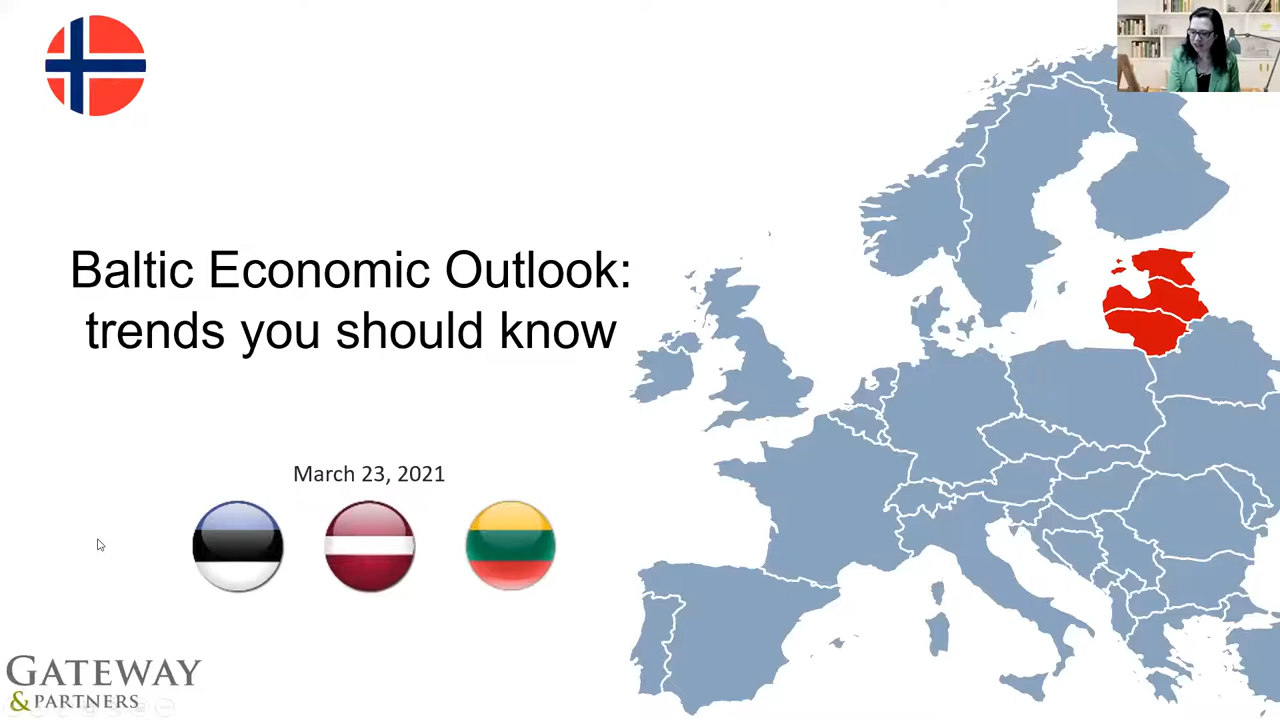 Baltic Economic Outlook:
trends you should know
March 23, 2021
GATEWAY
& PARTNERS